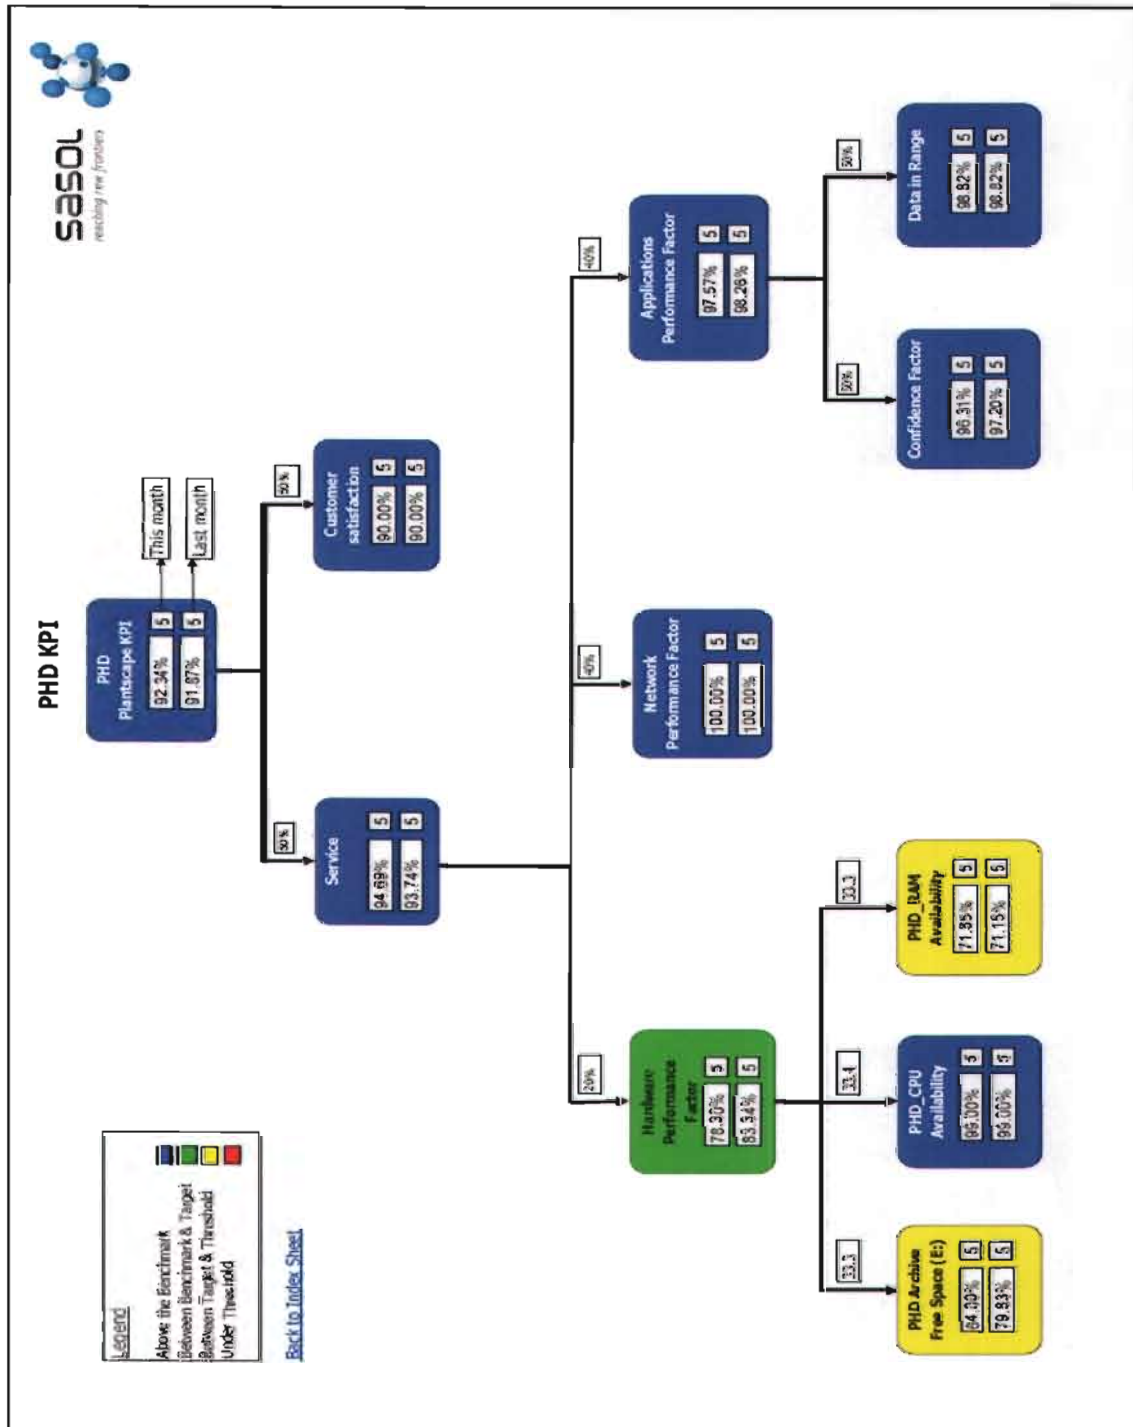 sasol
reaching new frontiers
PHD KPI
PHD
Plantscape KPI
92.34% 5
91.87% 5
This month
Last month
50%
50%
Service
94.69% 5
93.74% 5
Customer
satisfaction
90.00% 5
90.00% 5
20%
40%
40%
Hardware
Performance
Factor
78.30% 5
83.34% 5
Network
Performance Factor
100.00% 5
100.00% 5
Applications
Performance Factor
97.57% 5
98.26% 5
33.3
33.4
33.3
50%
50%
PHD Archive
Free Space (E:)
64.00% 5
79.83% 5
PHD_CPU
Availability
99.00% 5
99.00% 5
PHD_RAM
Availability
71.85% 5
71.15% 5
Confidence Factor
96.31% 5
97.20% 5
Data in Range
98.82% 5
98.82% 5
Legend
Above the Benchmark
Between Benchmark & Target
Between Target & Threshold
Under Threshold
Back to Index Sheet